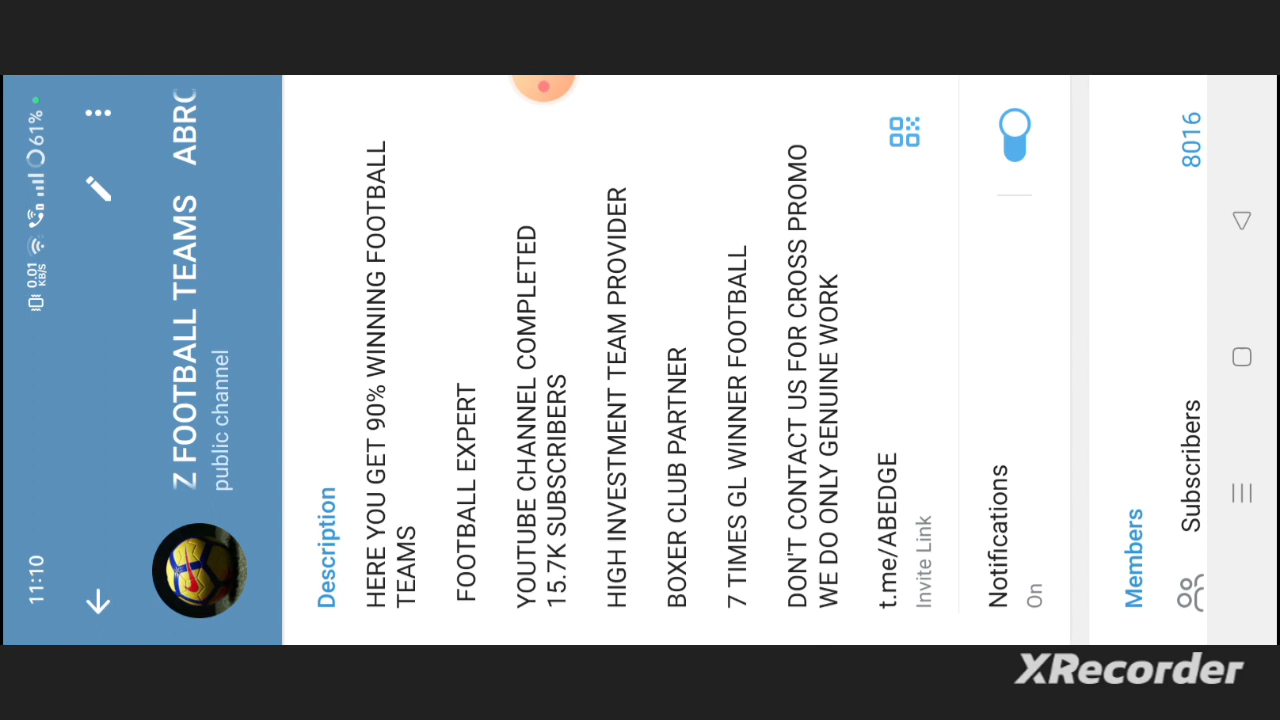 11:10
0.01 KB/S
61%
Z FOOTBALL TEAMS ABRO
public channel
Description
HERE YOU GET 90% WINNING FOOTBALL
TEAMS
FOOTBALL EXPERT
YOUTUBE CHANNEL COMPLETED
15.7K SUBSCRIBERS
HIGH INVESTMENT TEAM PROVIDER
BOXER CLUB PARTNER
7 TIMES GL WINNER FOOTBALL
DON'T CONTACT US FOR CROSS PROMO
WE DO ONLY GENUINE WORK
t.me/ABEDGE
Invite Link
Notifications
On
Members
Subscribers 8016
XRecorder